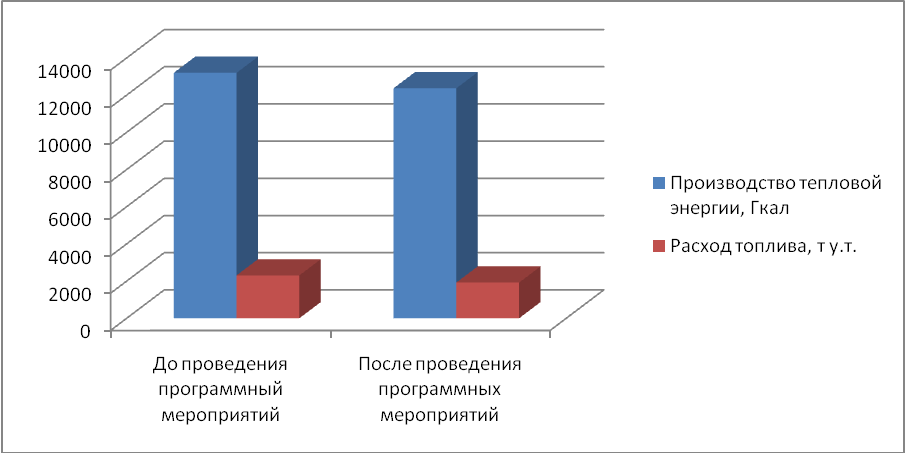 14000
12000
10000
8000
6000
4000
2000
0
До проведения
программный
мероприятий
После проведения
программных
мероприятий
Производство тепловой
энергии, Гкал
Расход топлива, т у.т.